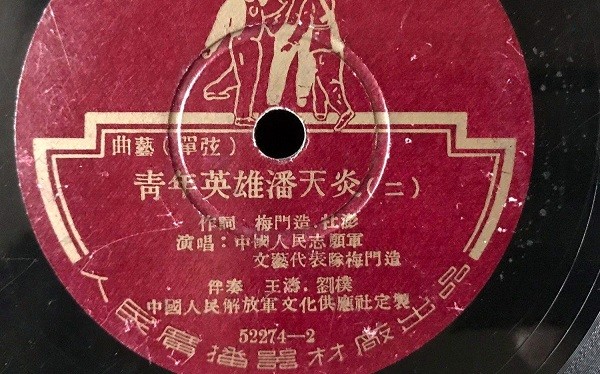 曲藝（單弦）
青年英雄潘天炎（二）
作詞 梅門造．杜澎
演唱：中國人民志願軍
文藝代表隊梅門造
伴奏 王濤．劉樸
中國人民解放軍文化供應社定製
52274—2
人民廣播器材廠出品